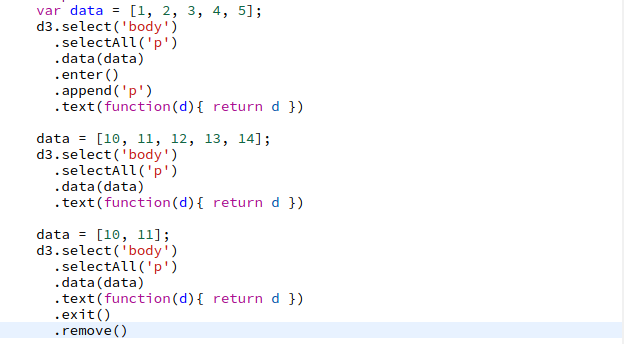 var data = [1, 2, 3, 4, 5];
d3.select('body')
  .selectAll('p')
  .data(data)
  .enter()
  .append('p')
  .text(function(d){ return d })

data = [10, 11, 12, 13, 14];
d3.select('body')
  .selectAll('p')
  .data(data)
  .text(function(d){ return d })

data = [10, 11];
d3.select('body')
  .selectAll('p')
  .data(data)
  .text(function(d){ return d })
  .exit()
  .remove()